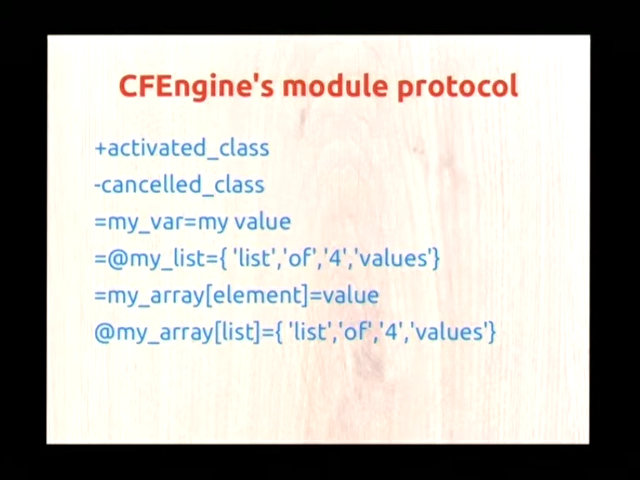 CFEngine's module protocol
+activated_class
-cancelled_class
=my_var=my value
=@my_list={ 'list','of','4','values'}
=my_array[element]=value
@my_array[list]={ 'list','of','4','values'}